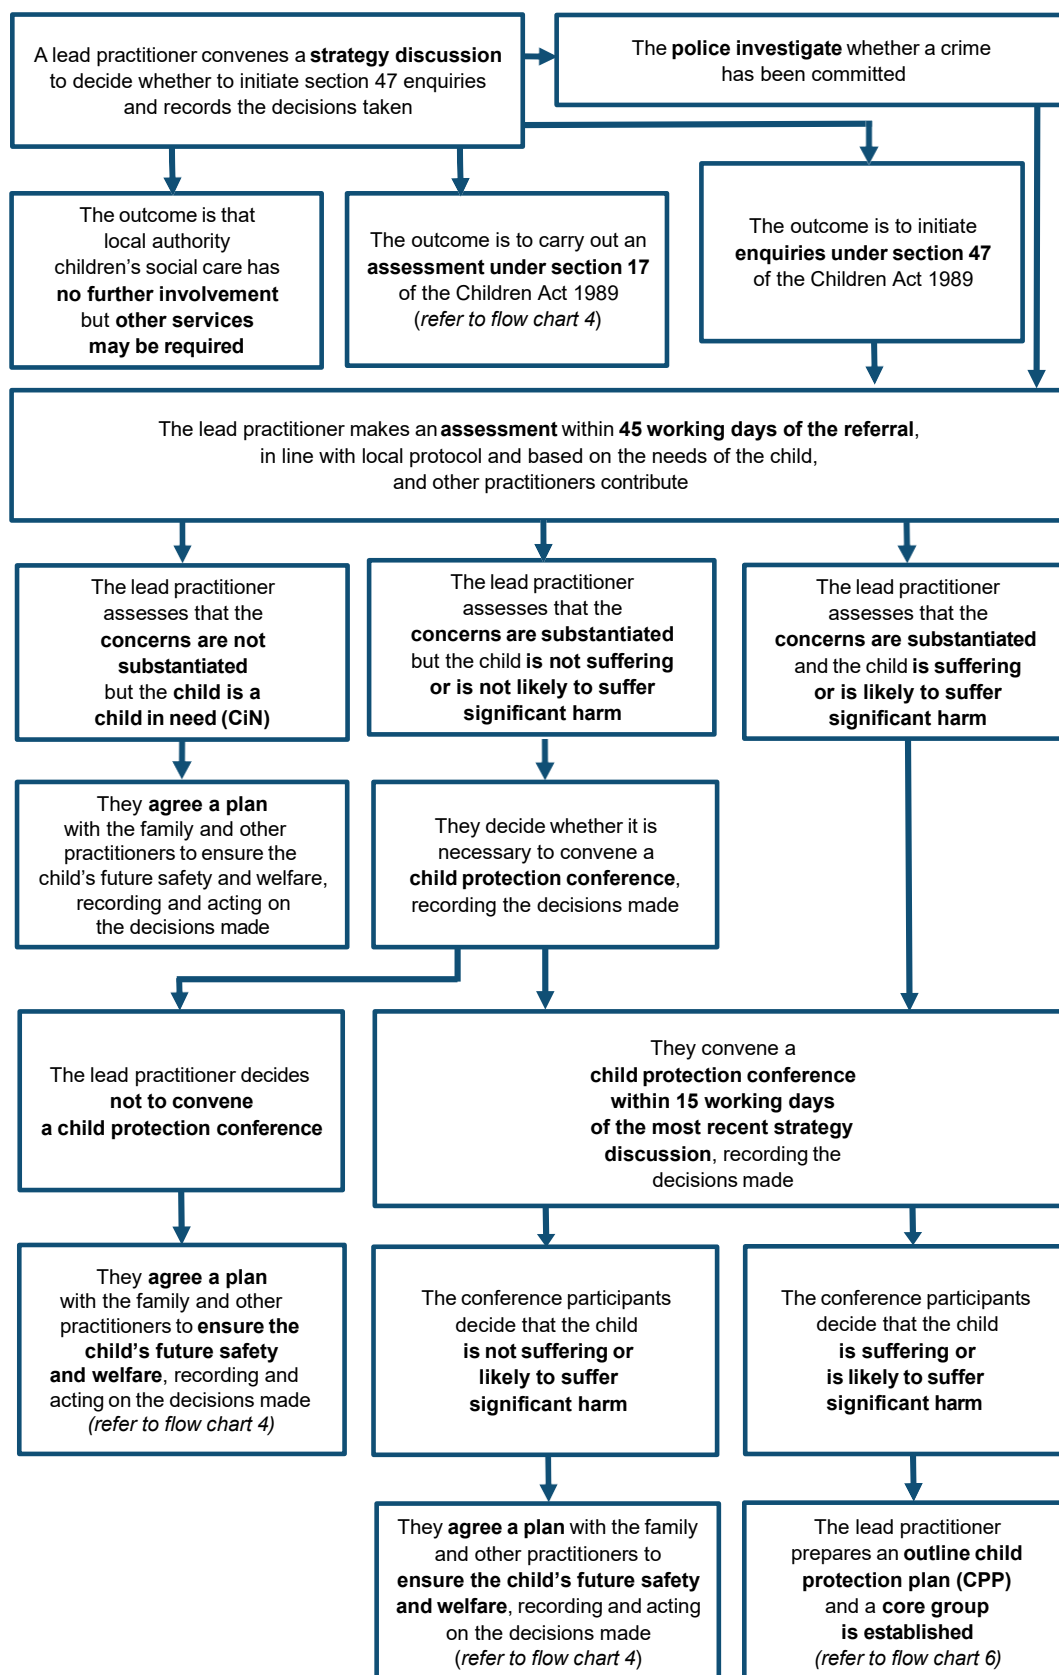 A lead practitioner convenes a strategy discussion
to decide whether to initiate section 47 enquiries
and records the decisions taken
The police investigate whether a crime
has been committed
The outcome is that
local authority
children’s social care has
no further involvement
but other services
may be required
The outcome is to carry out an
assessment under section 17
of the Children Act 1989
(refer to flow chart 4)
The outcome is to initiate
enquiries under section 47
of the Children Act 1989
The lead practitioner makes an assessment within 45 working days of the referral,
in line with local protocol and based on the needs of the child,
and other practitioners contribute
The lead practitioner
assesses that the
concerns are not
substantiated
but the child is a
child in need (CiN)
The lead practitioner
assesses that the
concerns are substantiated
but the child is not suffering
or is not likely to suffer
significant harm
The lead practitioner
assesses that the
concerns are substantiated
and the child is suffering
or is likely to suffer
significant harm
They agree a plan
with the family and other
practitioners to ensure the
child’s future safety and welfare,
recording and acting on
the decisions made
They decide whether it is
necessary to convene a
child protection conference,
recording the decisions made
The lead practitioner decides
not to convene
a child protection conference
They convene a
child protection conference
within 15 working days
of the most recent strategy
discussion, recording the
decisions made
They agree a plan
with the family and other
practitioners to ensure the
child’s future safety
and welfare, recording and
acting on the decisions made
(refer to flow chart 4)
The conference participants
decide that the child
is not suffering or
likely to suffer
significant harm
The conference participants
decide that the child
is suffering or
is likely to suffer
significant harm
They agree a plan with the family
and other practitioners to
ensure the child’s future safety
and welfare, recording and acting
on the decisions made
(refer to flow chart 4)
The lead practitioner
prepares an outline child
protection plan (CPP)
and a core group
is established
(refer to flow chart 6)